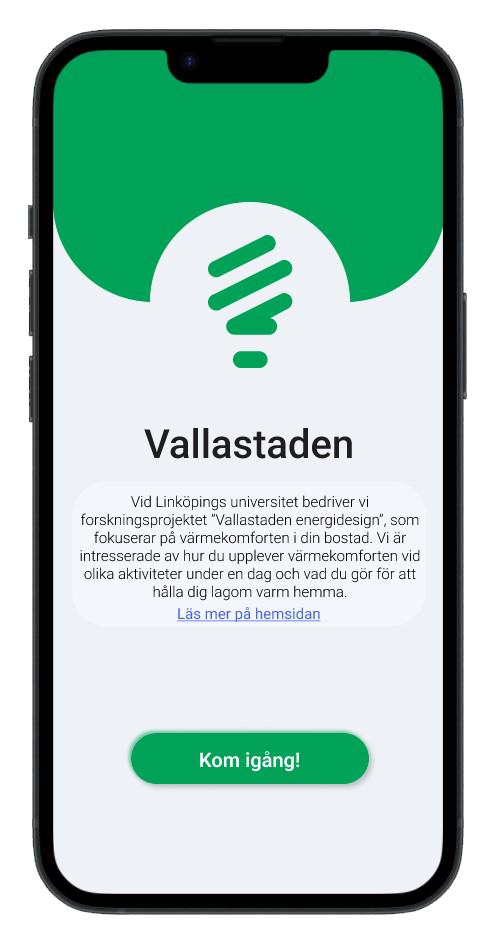 Vallastaden
Vid Linköpings universitet bedriver vi
forskningsprojektet ”Vallastaden energidesign”, som
fokuserar på värmekomforten i din bostad. Vi är
intresserade av hur du upplever värmekomforten vid
olika aktiviteter under en dag och vad du gör för att
hålla dig lagom varm hemma.
Läs mer på hemsidan
Kom igång!